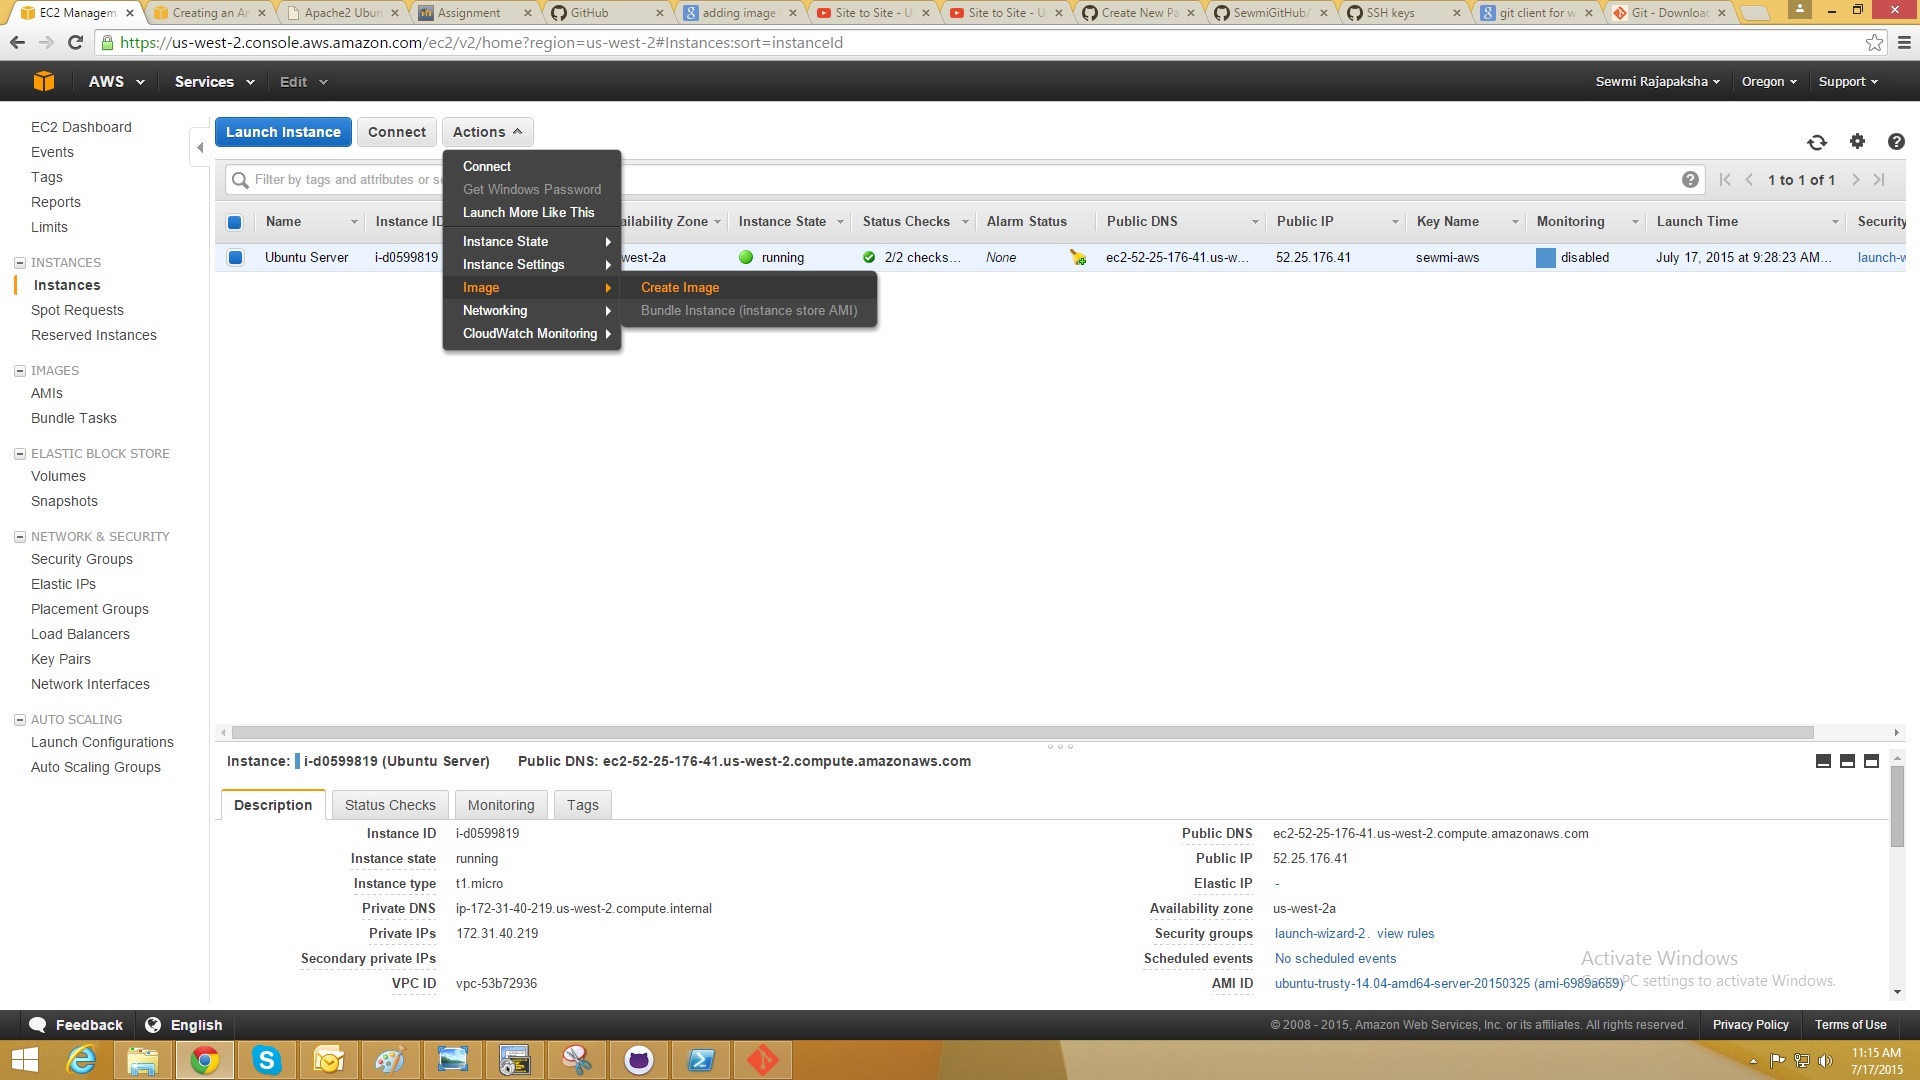 EC2 Managem
Creating an Am
Apache2 Ubun
Assignment
GitHub
adding image
Site to Site - U
Site to Site - U
Create New Pa
SewmiGitHub/
SSH keys
git client for w
Git - Downloa
https://us-west-2.console.aws.amazon.com/ec2/v2/home?region=us-west-2#Instances:sort=instanceId
AWS Services Edit Sewmi Rajapaksha Oregon Support
EC2 Dashboard
Events
Tags
Reports
Limits
INSTANCES
Instances
Spot Requests
Reserved Instances
IMAGES
AMIs
Bundle Tasks
ELASTIC BLOCK STORE
Volumes
Snapshots
NETWORK & SECURITY
Security Groups
Elastic IPs
Placement Groups
Load Balancers
Key Pairs
Network Interfaces
AUTO SCALING
Launch Configurations
Auto Scaling Groups
Launch Instance Connect Actions
Filter by tags and attributes or se 1 to 1 of 1
Connect
Get Windows Password
Launch More Like This
Instance State
Instance Settings
Image
Networking
CloudWatch Monitoring
Create Image
Bundle Instance (instance store AMI)
Name Instance ID ailability Zone Instance State Status Checks Alarm Status Public DNS Public IP Key Name Monitoring Launch Time Security
Ubuntu Server i-d0599819 west-2a running 2/2 checks... None ec2-52-25-176-41.us-w... 52.25.176.41 sewmi-aws disabled July 17, 2015 at 9:28:23 AM... launch-w
Instance: i-d0599819 (Ubuntu Server) Public DNS: ec2-52-25-176-41.us-west-2.compute.amazonaws.com
Description Status Checks Monitoring Tags
Instance ID i-d0599819
Instance state running
Instance type t1.micro
Private DNS ip-172-31-40-219.us-west-2.compute.internal
Private IPs 172.31.40.219
Secondary private IPs
VPC ID vpc-53b72936
Public DNS ec2-52-25-176-41.us-west-2.compute.amazonaws.com
Public IP 52.25.176.41
Elastic IP -
Availability zone us-west-2a
Security groups launch-wizard-2. view rules
Scheduled events No scheduled events
AMI ID ubuntu-trusty-14.04-amd64-server-20150325 (ami-6989a659)
Activate Windows
Go to PC settings to activate Windows.
Feedback English © 2008 - 2015, Amazon Web Services, Inc. or its affiliates. All rights reserved. Privacy Policy Terms of Use
11:15 AM
7/17/2015